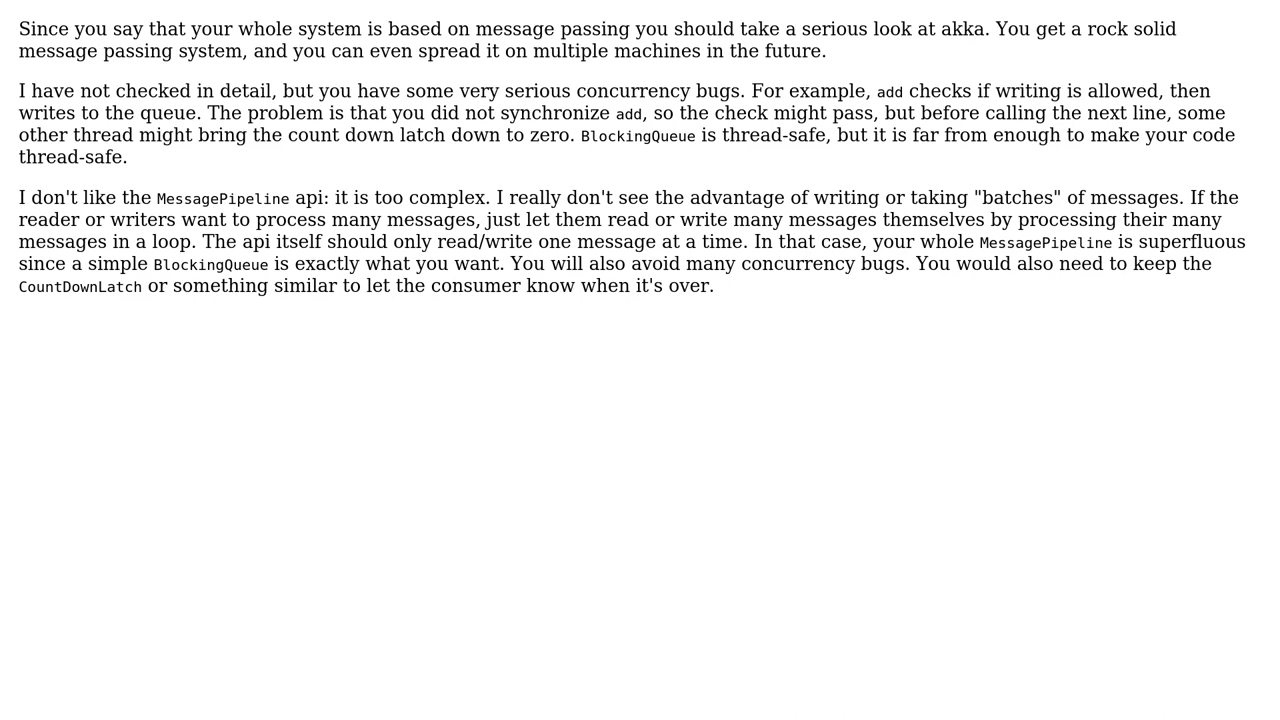 Since you say that your whole system is based on message passing you should take a serious look at akka. You get a rock solid
message passing system, and you can even spread it on multiple machines in the future.
I have not checked in detail, but you have some very serious concurrency bugs. For example, add checks if writing is allowed, then
writes to the queue. The problem is that you did not synchronize add, so the check might pass, but before calling the next line, some
other thread might bring the count down latch down to zero. BlockingQueue is thread-safe, but it is far from enough to make your code
thread-safe.
I don't like the MessagePipeline api: it is too complex. I really don't see the advantage of writing or taking "batches" of messages. If the
reader or writers want to process many messages, just let them read or write many messages themselves by processing their many
messages in a loop. The api itself should only read/write one message at a time. In that case, your whole MessagePipeline is superfluous
since a simple BlockingQueue is exactly what you want. You will also avoid many concurrency bugs. You would also need to keep the
CountDownLatch or something similar to let the consumer know when it's over.